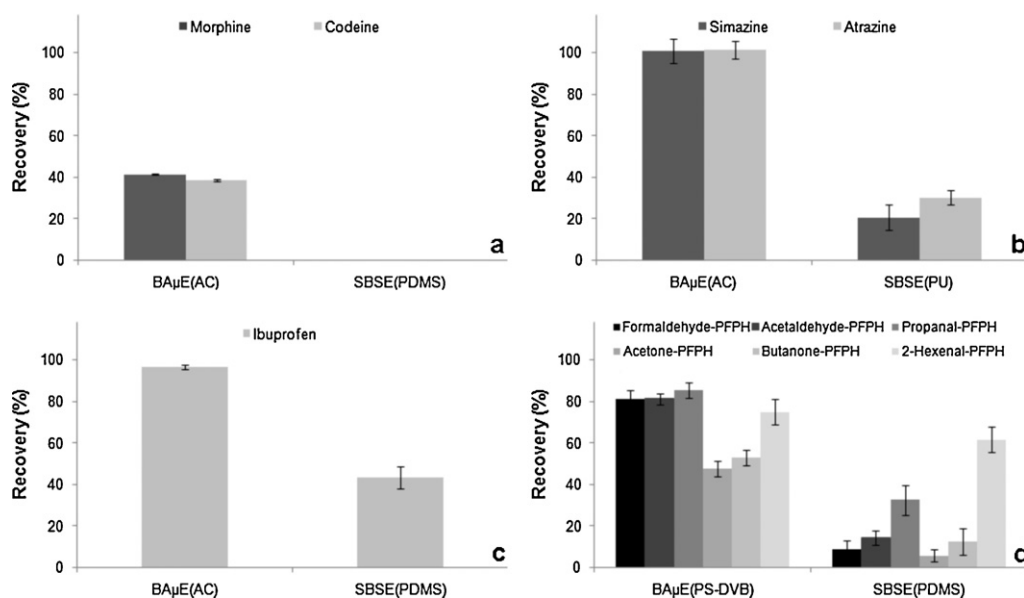 Morphine Codeine
Recovery (%)
100
80
60
40
20
0
BAµE(AC) SBSE(PDMS)
a
Simazine Atrazine
Recovery (%)
100
80
60
40
20
0
BAµE(AC) SBSE(PU)
b
Ibuprofen
Recovery (%)
100
80
60
40
20
0
BAµE(AC) SBSE(PDMS)
c
Formaldehyde-PFPH Acetaldehyde-PFPH Propanal-PFPH
Acetone-PFPH Butanone-PFPH 2-Hexenal-PFPH
Recovery (%)
100
80
60
40
20
0
BAµE(PS-DVB) SBSE(PDMS)
d